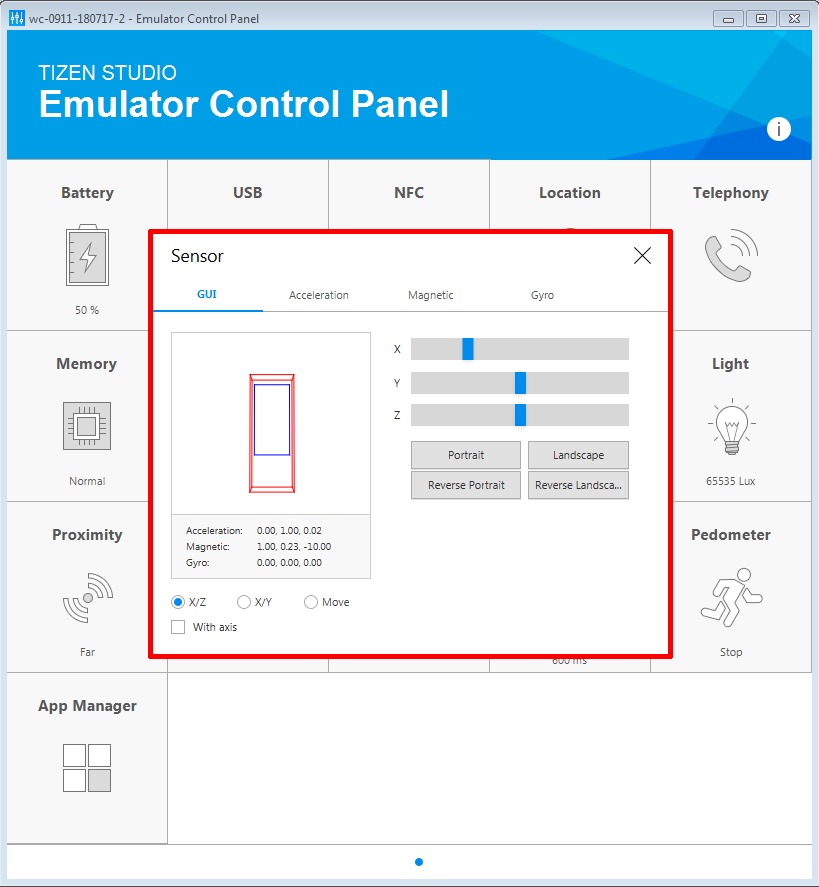 wc-0911-180717-2 - Emulator Control Panel
TIZEN STUDIO
Emulator Control Panel
i
Battery
USB
NFC
Location
Telephony
50 %
Sensor
GUI
Acceleration
Magnetic
Gyro
X
Y
Z
Portrait
Landscape
Reverse Portrait
Reverse Landsca...
Acceleration: 0.00, 1.00, 0.02
Magnetic: 1.00, 0.23, -10.00
Gyro: 0.00, 0.00, 0.00
X/Z
X/Y
Move
With axis
Memory
Normal
Light
65535 Lux
Proximity
Far
600 ms
Pedometer
Stop
App Manager